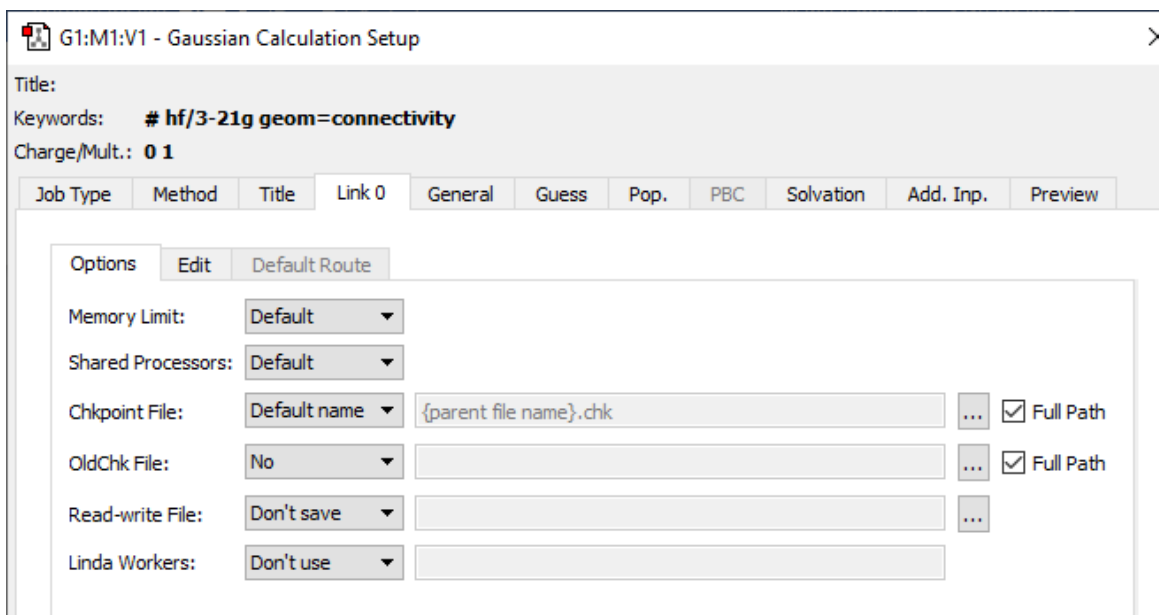 G1:M1:V1 - Gaussian Calculation Setup
Title:
Keywords: # hf/3-21g geom=connectivity
Charge/Mult.: 0 1
Job Type Method Title Link 0 General Guess Pop. PBC Solvation Add. Inp. Preview
Options Edit Default Route
Memory Limit: Default
Shared Processors: Default
Chkpoint File: Default name {parent file name}.chk ... Full Path
OldChk File: No ... Full Path
Read-write File: Don't save ...
Linda Workers: Don't use